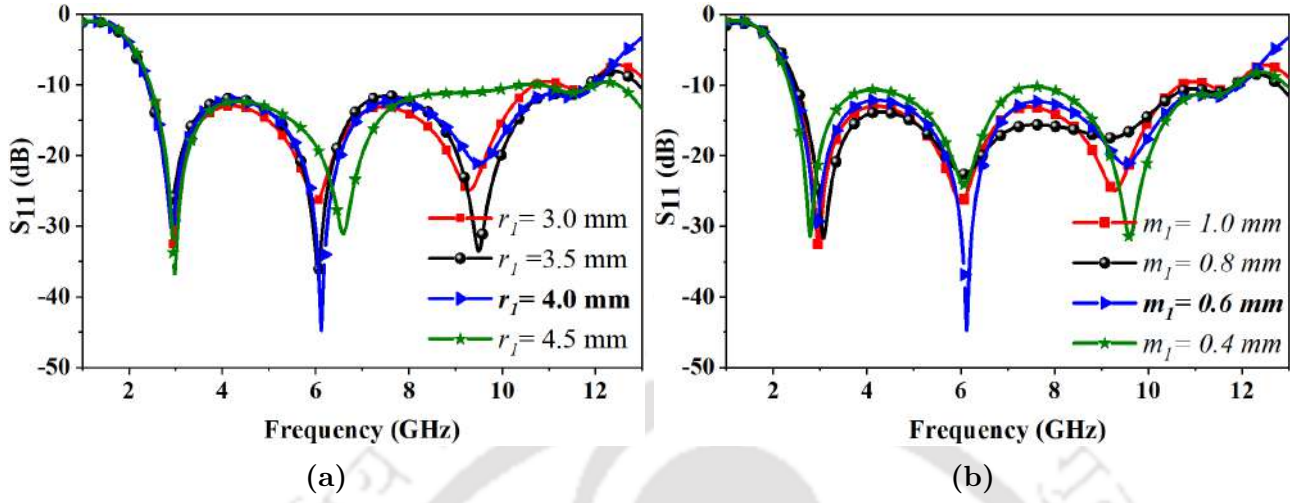 0
-10
-20
-30
-40
-50
S11 (dB)
r1= 3.0 mm
r1=3.5 mm
r1= 4.0 mm
r1= 4.5 mm
2 4 6 8 10 12
Frequency (GHz)
(a)
0
-10
-20
-30
-40
-50
S11 (dB)
m1= 1.0 mm
m1= 0.8 mm
m1= 0.6 mm
m1= 0.4 mm
2 4 6 8 10 12
Frequency (GHz)
(b)